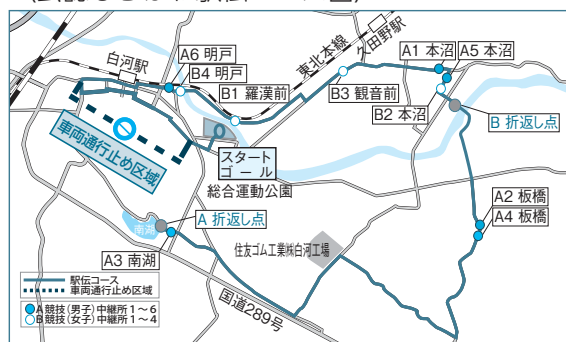 白河駅
A6 明戸
B4 明戸
B1 羅漢前
東北本線
久田野駅
B3 観音前
A1 本沼
A5 本沼
B2 本沼
B 折返し点
車両通行止め区域
スタート
ゴール
総合運動公園
A2 板橋
A4 板橋
A 折返し点
南湖
A3 南湖
住友ゴム工業㈱白河工場
国道289号
駅伝コース
車両通行止め区域
A競技(男子)中継所1～6
B競技(女子)中継所1～4